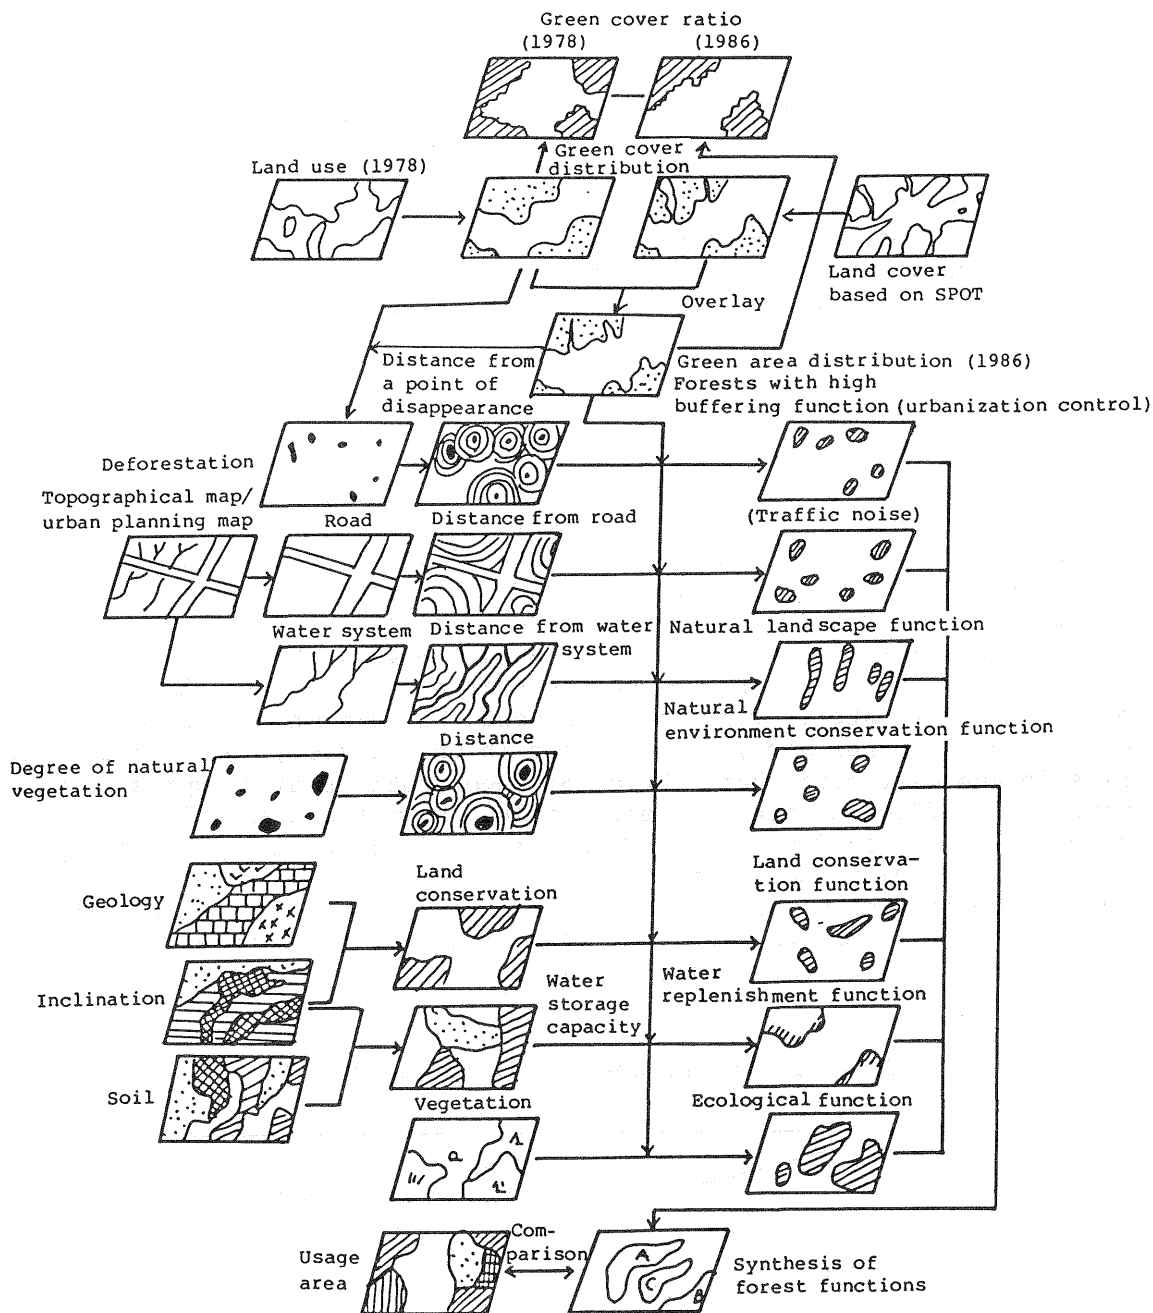 Green cover ratio
(1978)
(1986)
Green cover
distribution
Land use (1978)
Land cover
based on SPOT
Overlay
Distance from
a point of
disappearance
Green area distribution (1986)
Forests with high
buffering function (urbanization control)
Deforestation
Topographical map/
urban planning map
Road
Distance from road
(Traffic noise)
Water system
Distance from water
system
Natural landscape function
Natural
environment conservation function
Distance
Degree of natural
vegetation
Land conserva-
tion function
Land
conservation
Geology
Inclination
Water
storage
capacity
Water
replenishment function
Soil
Vegetation
Ecological function
Usage
area
Com-
parison
A
C
B
Synthesis of
forest functions